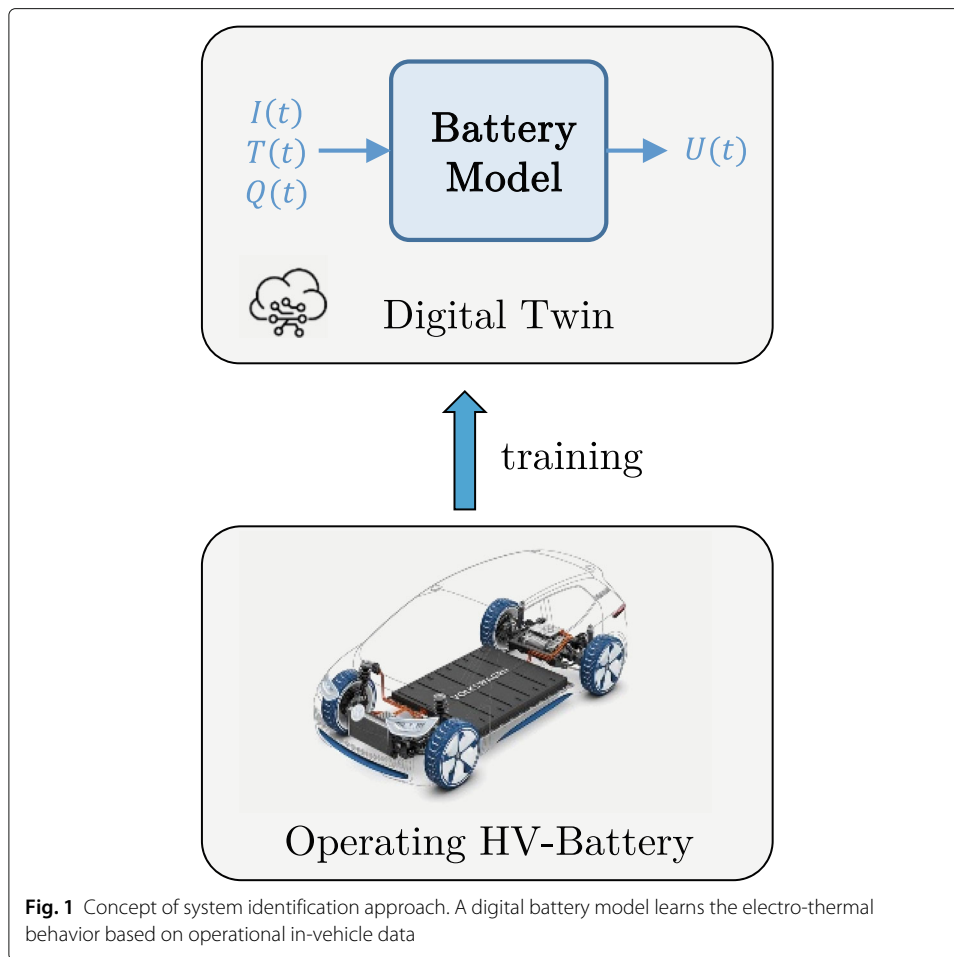 I(t)
T(t)
Q(t)
Battery
Model
U(t)
Digital Twin
training
VOLKSWAGEN
Operating HV-Battery
Fig. 1 Concept of system identification approach. A digital battery model learns the electro-thermal
behavior based on operational in-vehicle data